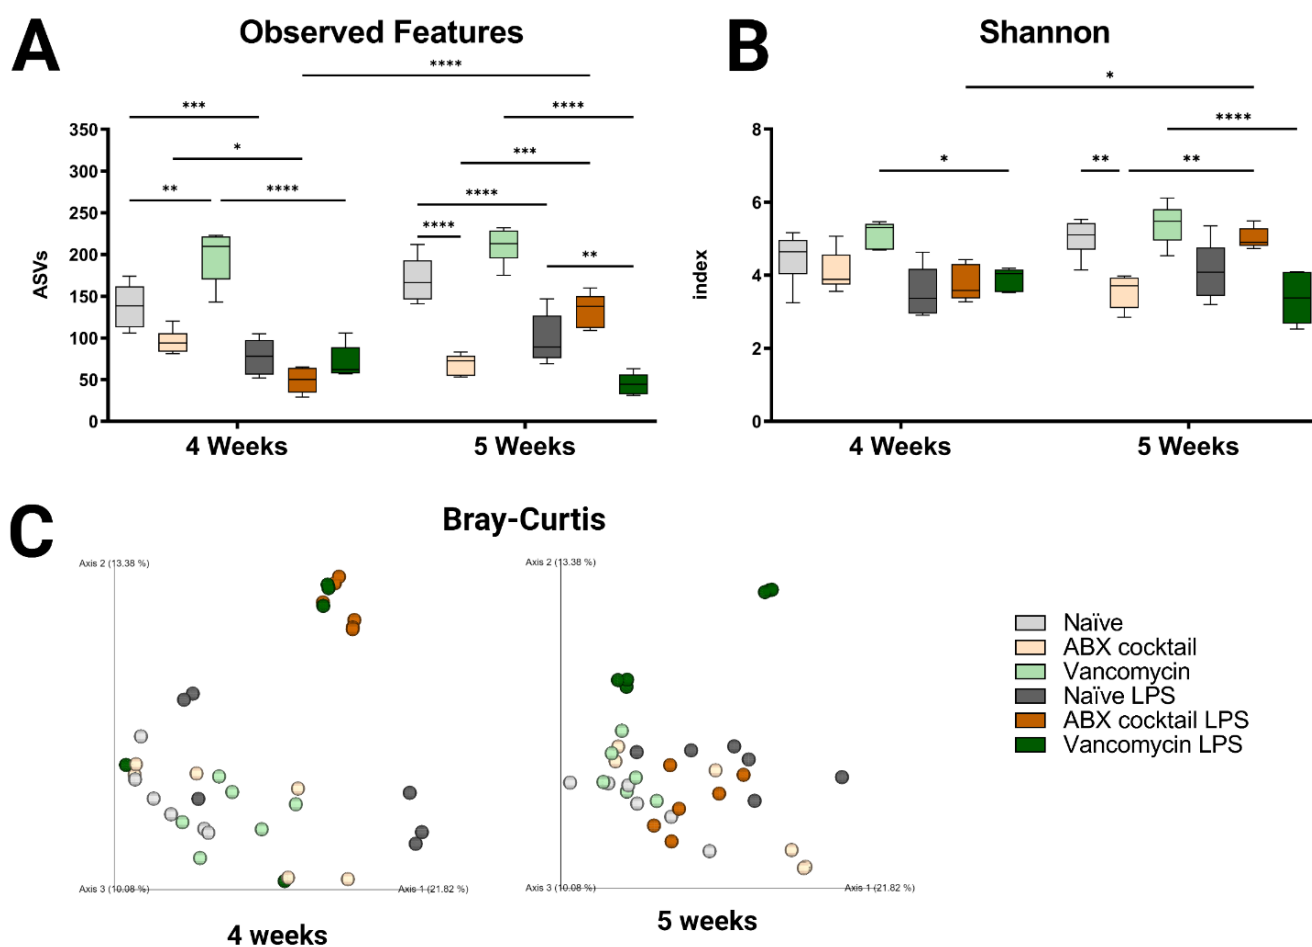 A
Observed Features
****
***
****
*
***
**
****
****
****
**
350
300
250
200
150
100
50
0
ASVs
4 Weeks
5 Weeks
B
Shannon
*
****
*
**
**
8
6
4
2
0
index
4 Weeks
5 Weeks
C
Bray-Curtis
Axis 2 (13.38 %)
Axis 3 (10.08 %)
Axis 1 (21.82 %)
4 weeks
Axis 2 (13.38 %)
Axis 3 (10.08 %)
Axis 1 (21.82 %)
5 weeks
Naïve
ABX cocktail
Vancomycin
Naïve LPS
ABX cocktail LPS
Vancomycin LPS